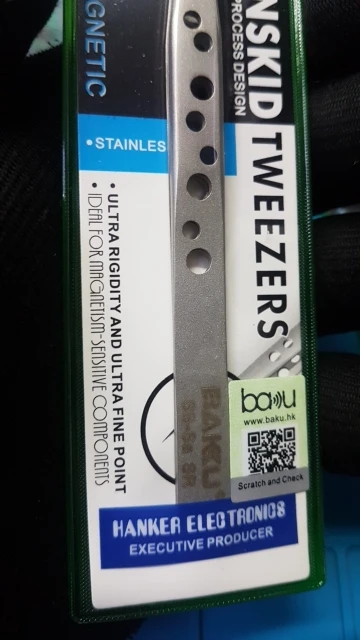 NSKID TWEEZERS
PROCESS DESIGN
GNETIC
• STAINLES
• ULTRA RIGIDITY AND ULTRA FINE POINT
• IDEAL FOR MAGNETISM-SENSITIVE COMPONENTS
BAKU
baku
www.baku.hk
Scratch and Check
HANKER ELECTRONICS
EXECUTIVE PRODUCER